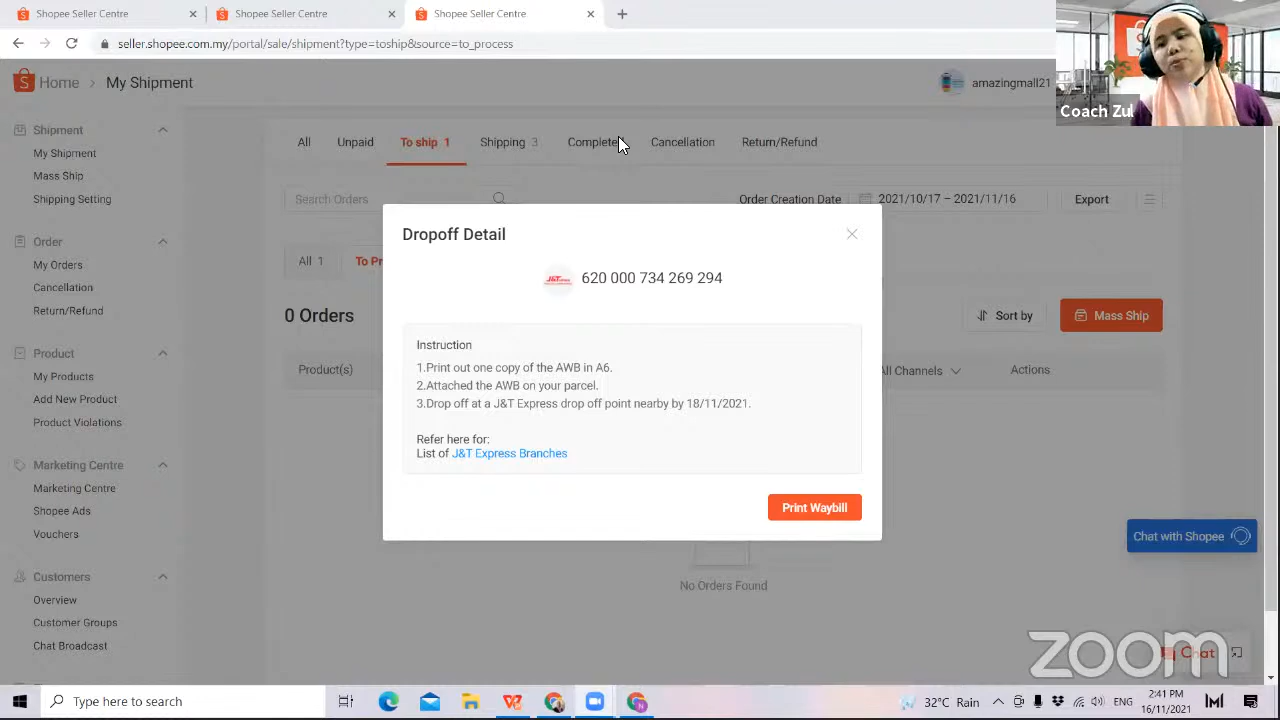 Shopee Seller Centre
Shopee Seller Centre
Shopee Seller Centre
seller.shopee.com.my/portal/sale/shipment?type=toship&source=to_process
Home > My Shipment
amazingmall21
Coach Zul
Shipment
My Shipment
Mass Ship
Shipping Setting
Order
My Orders
Cancellation
Return/Refund
Product
My Products
Add New Product
Product Violations
Marketing Centre
Marketing Centre
Shopee Ads
Vouchers
Customers
Overview
Customer Groups
Chat Broadcast
All Unpaid To ship 1 Shipping 3 Complete Cancellation Return/Refund
Search Orders
Order Creation Date 2021/10/17 – 2021/11/16 Export
All 1 To Pr
0 Orders
Sort by Mass Ship
Product(s) All Channels Actions
Dropoff Detail
J&T EXPRESS 620 000 734 269 294
Instruction
1.Print out one copy of the AWB in A6.
2.Attached the AWB on your parcel.
3.Drop off at a J&T Express drop off point nearby by 18/11/2021.
Refer here for:
List of J&T Express Branches
Print Waybill
No Orders Found
Chat with Shopee
Chat
zoom
Type here to search
32°C Rain ENG 2:41 PM
16/11/2021